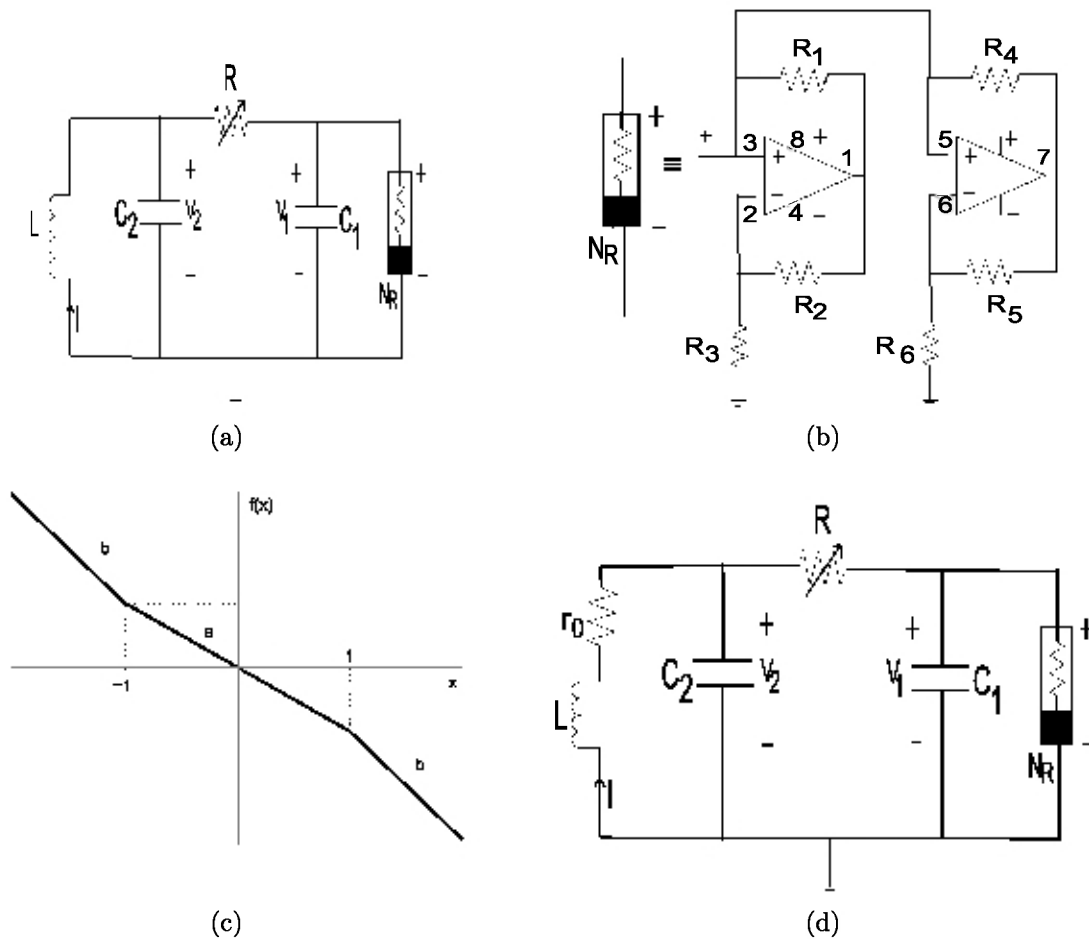 R
L
C2
+
V2
−
+
V1
−
C1
+
−
NR
I
(a)
R1
R4
+
NR
−
≡
+
3
8
+
1
+
2
−
4
−
5
+
7
+
6
−
−
R2
R5
R3
R6
(b)
f(x)
b
a
−1
1
x
b
(c)
R
r0
L
C2
+
V2
−
+
V1
−
C1
+
−
NR
I
(d)